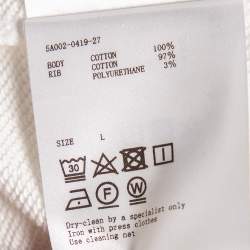 5A002-0419-27
BODY COTTON 100%
RIB COTTON 97%
POLYURETHANE 3%
SIZE L
30
P F W
Dry-clean by a specialist only
Iron with press clothes
Use cleaning net